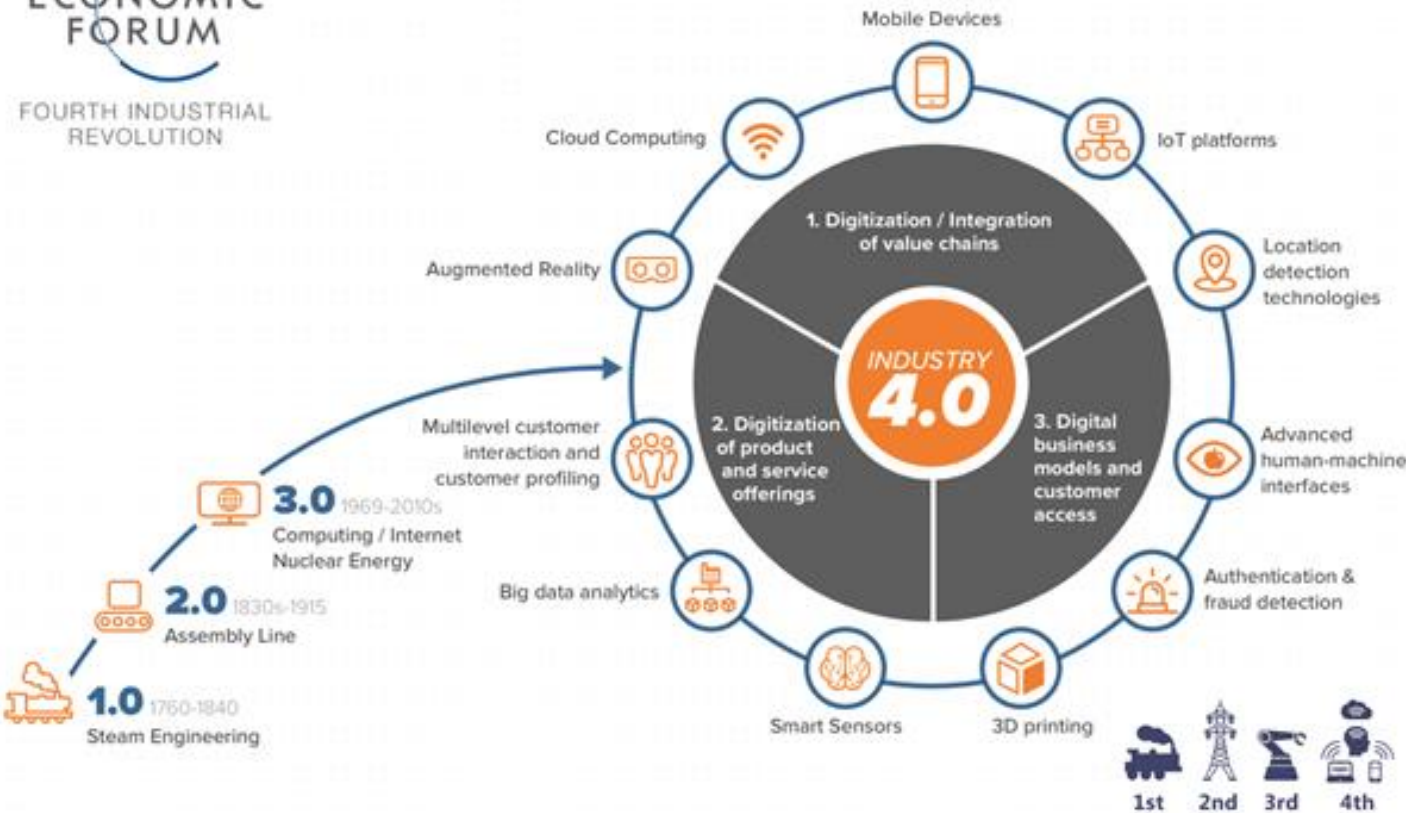 ECONOMIC
FORUM
FOURTH INDUSTRIAL
REVOLUTION
Mobile Devices
Cloud Computing
IoT platforms
Augmented Reality
Location
detection
technologies
1. Digitization / Integration
of value chains
INDUSTRY
4.0
2. Digitization
of product
and service
offerings
3. Digital
business
models and
customer
access
Multilevel customer
interaction and
customer profiling
Advanced
human-machine
interfaces
Big data analytics
Authentication &
fraud detection
Smart Sensors
3D printing
3.0 1969-2010s
Computing / Internet
Nuclear Energy
2.0 1830s-1915
Assembly Line
1.0 1760-1840
Steam Engineering
1st 2nd 3rd 4th